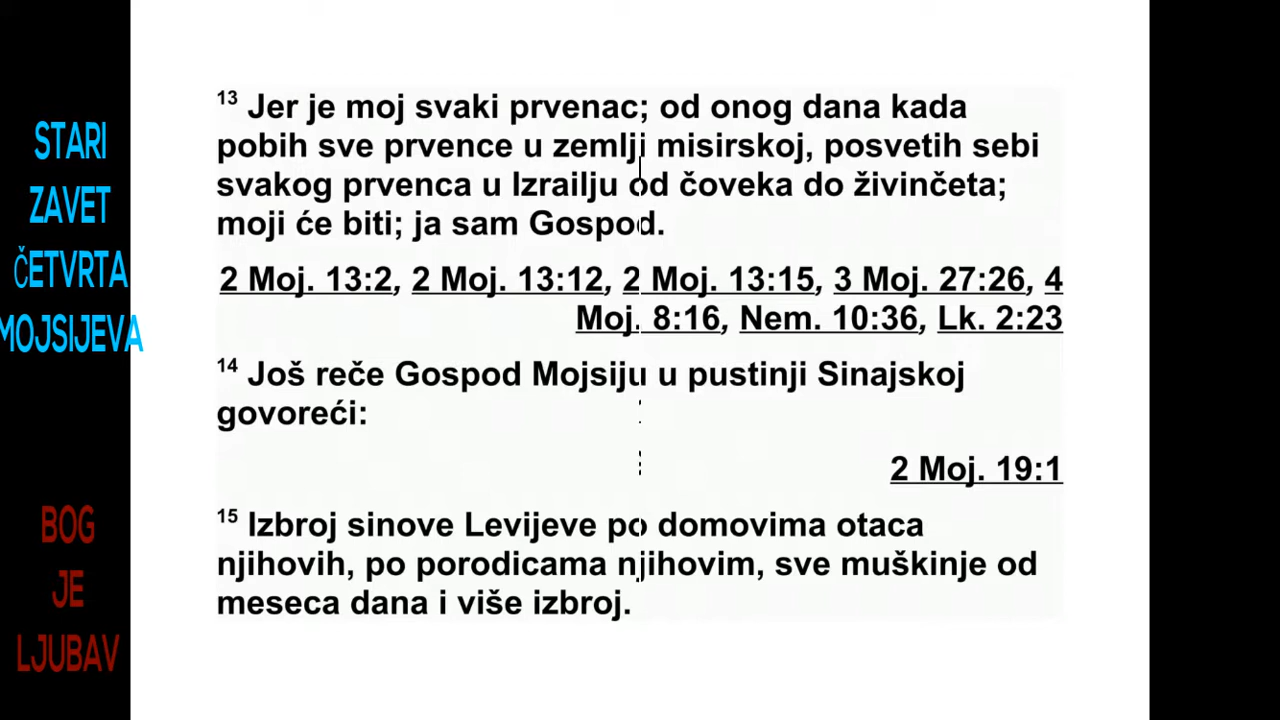 STARI
ZAVET
ČETVRTA
MOJSIJEVA
BOG
JE
LJUBAV
13 Jer je moj svaki prvenac; od onog dana kada
pobih sve prvence u zemlji misirskoj, posvetih sebi
svakog prvenca u Izrailju od čoveka do živinčeta;
moji će biti; ja sam Gospod.
2 Moj. 13:2, 2 Moj. 13:12, 2 Moj. 13:15, 3 Moj. 27:26, 4
Moj. 8:16, Nem. 10:36, Lk. 2:23
14 Još reče Gospod Mojsiju u pustinji Sinajskoj
govoreći:
2 Moj. 19:1
15 Izbroj sinove Levijeve po domovima otaca
njihovih, po porodicama njihovim, sve muškinje od
meseca dana i više izbroj.